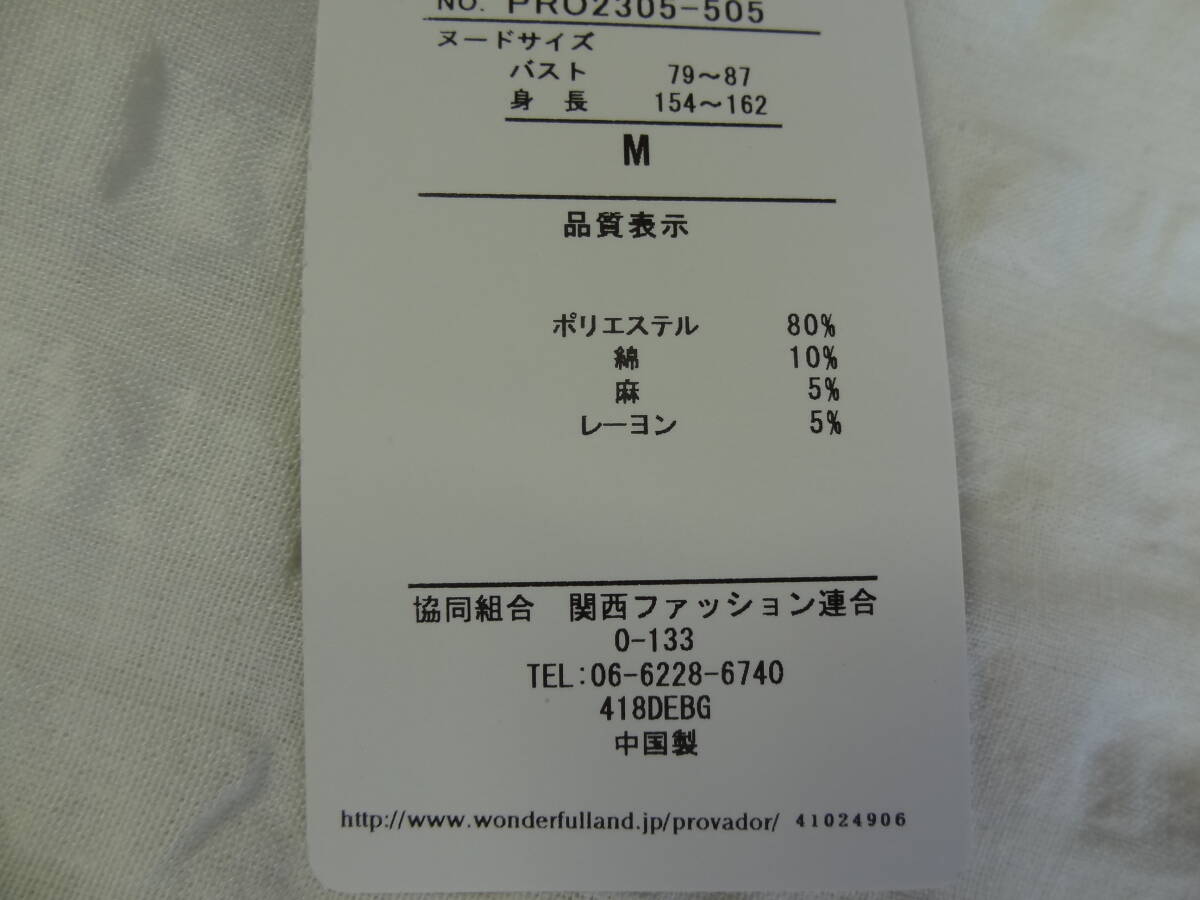 NO. PRO2305-505
ヌードサイズ
バスト 79～87
身 長 154～162
M
品質表示
ポリエステル 80%
綿 10%
麻 5%
レーヨン 5%
協同組合 関西ファッション連合
0-133
TEL:06-6228-6740
418DEBG
中国製
http://www.wonderfulland.jp/provador/ 41024906